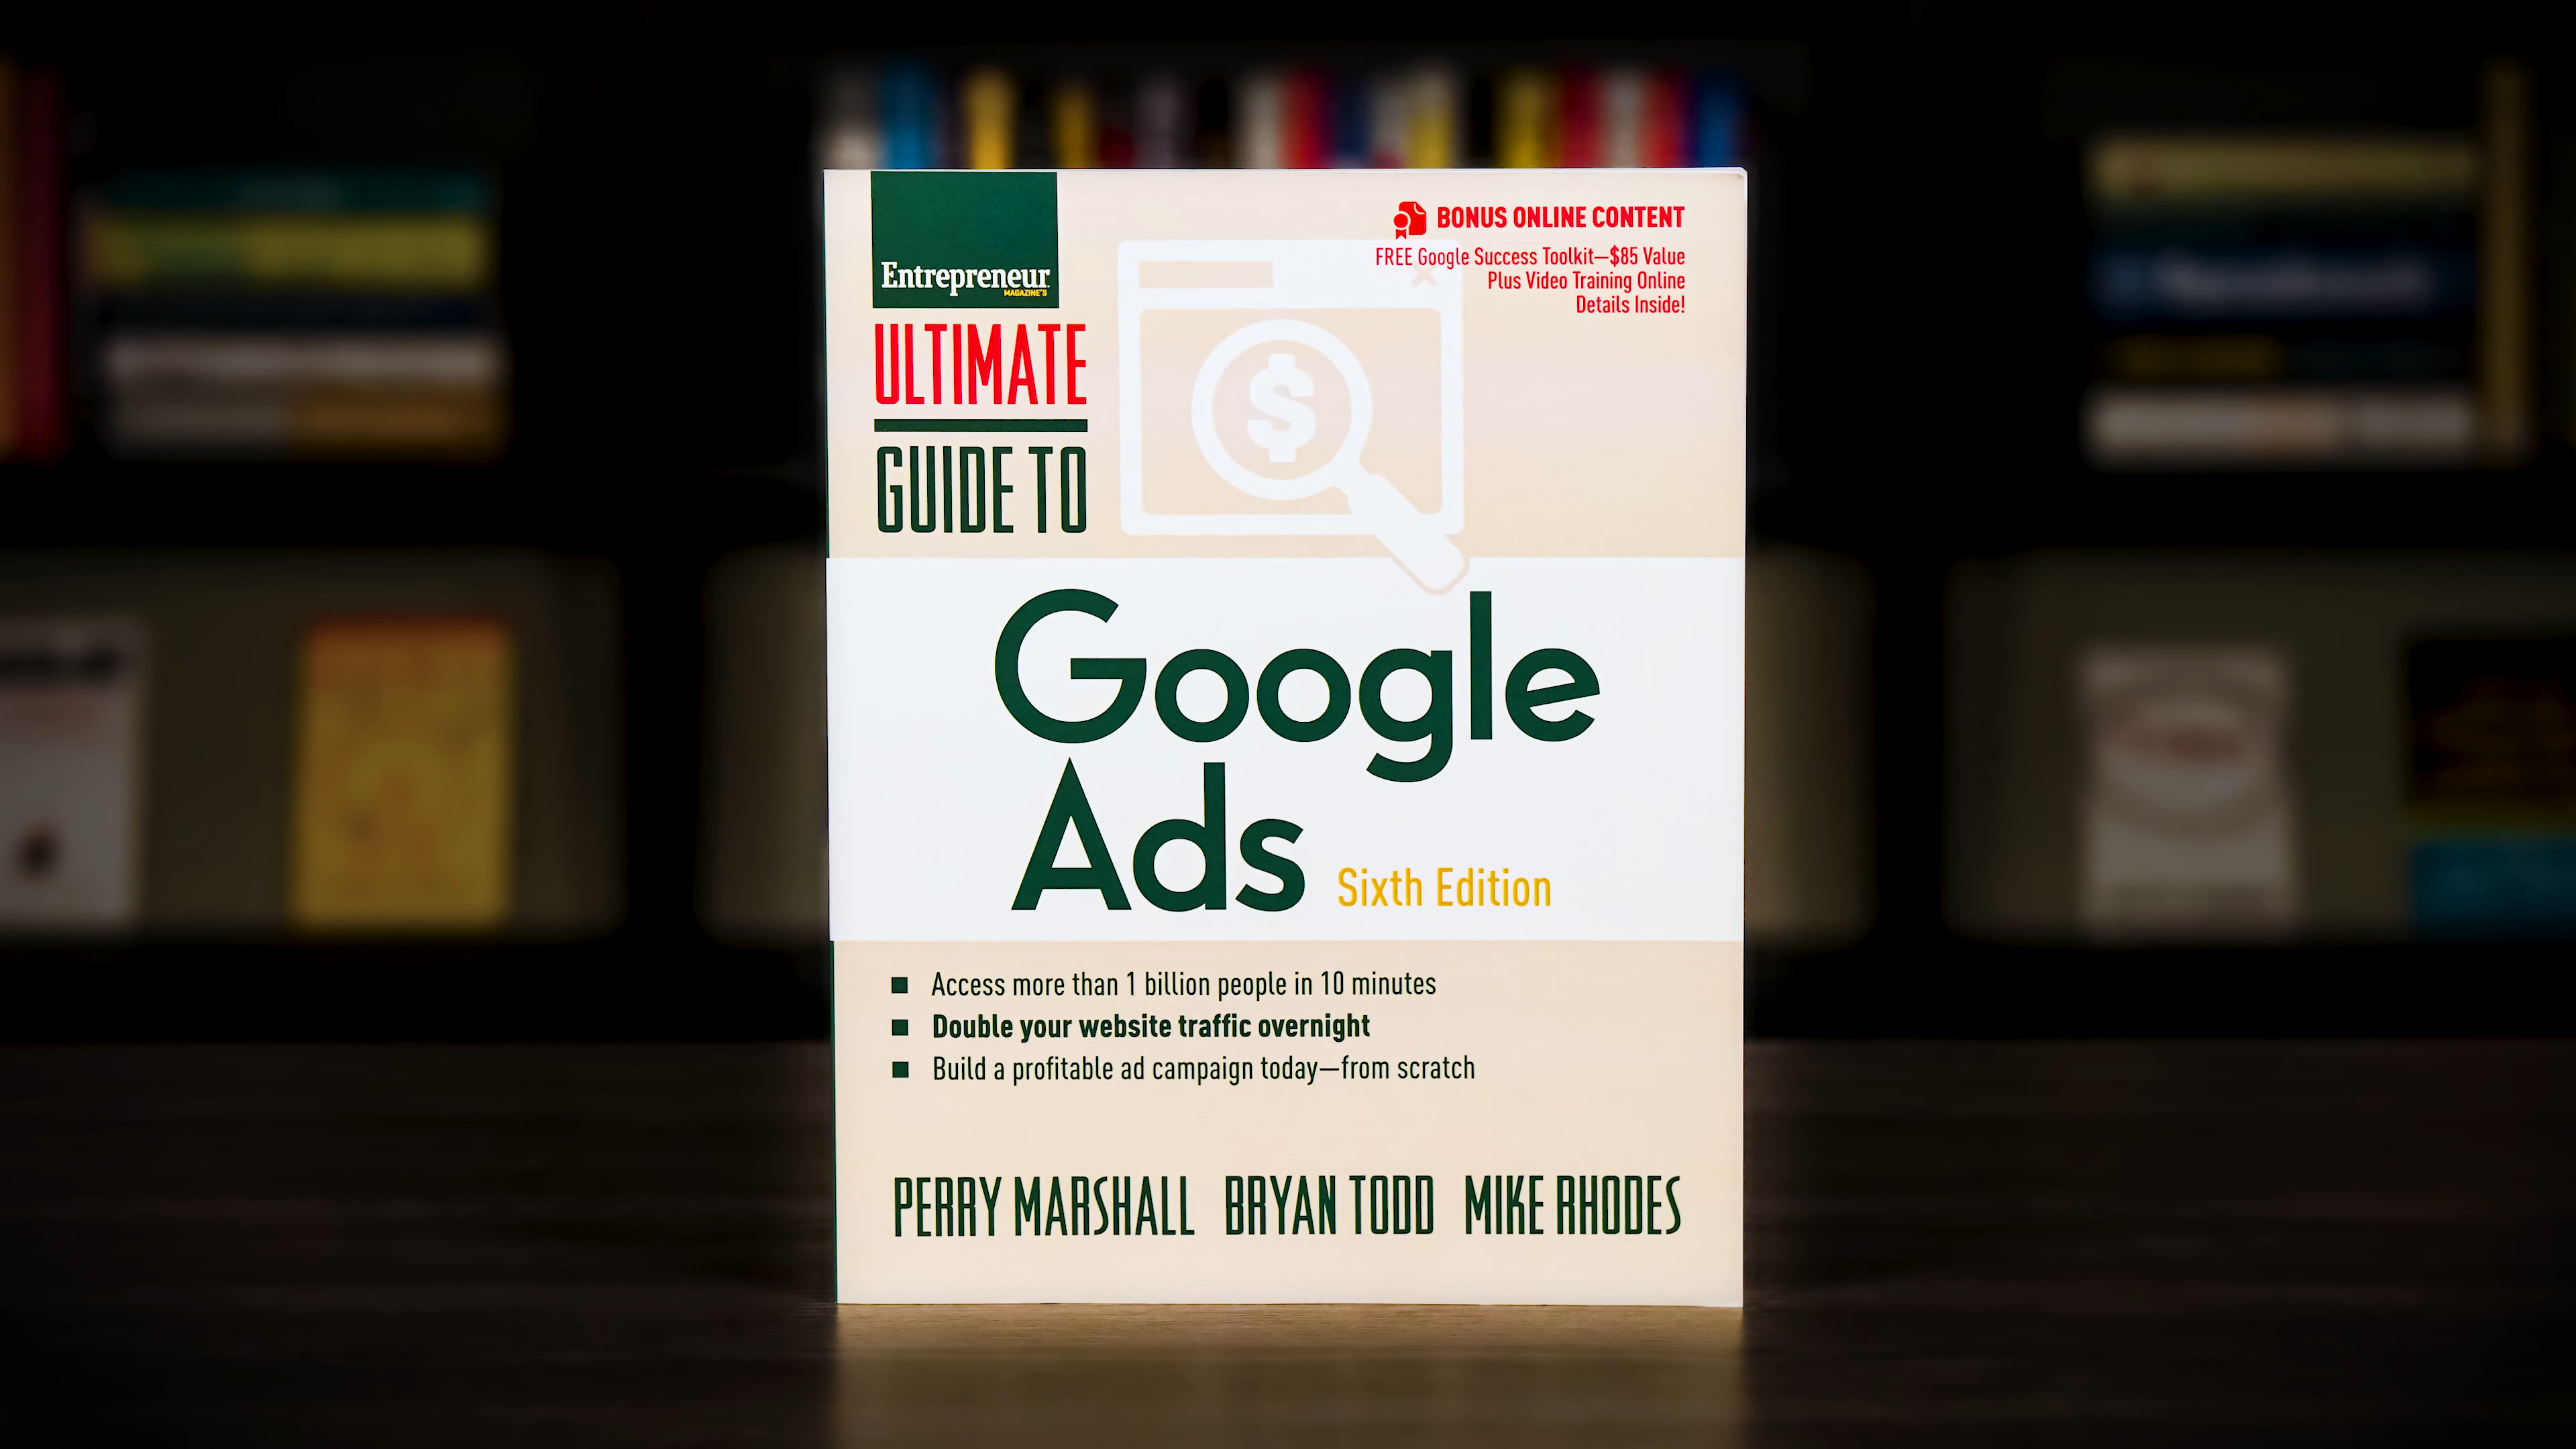 Entrepreneur
MAGAZINE'S
BONUS ONLINE CONTENT
FREE Google Success Toolkit—$85 Value
Plus Video Training Online
Details Inside!
ULTIMATE
GUIDE TO
Google
Ads Sixth Edition
■ Access more than 1 billion people in 10 minutes
■ Double your website traffic overnight
■ Build a profitable ad campaign today—from scratch
PERRY MARSHALL BRYAN TODD MIKE RHODES